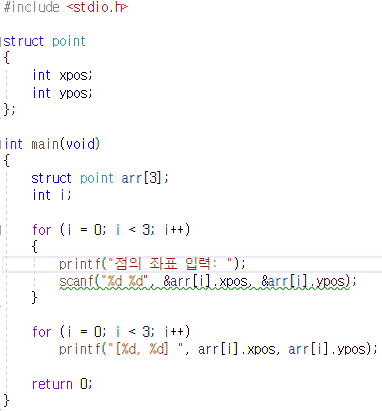 #include <stdio.h>
struct point
{
int xpos;
int ypos;
};
int main(void)
{
struct point arr[3];
int i;
for (i = 0; i < 3; i++)
{
printf("점의 좌표 입력: ");
scanf("%d %d", &arr[i].xpos, &arr[i].ypos);
}
for (i = 0; i < 3; i++)
printf("[%d, %d] ", arr[i].xpos, arr[i].ypos);
return 0;
}